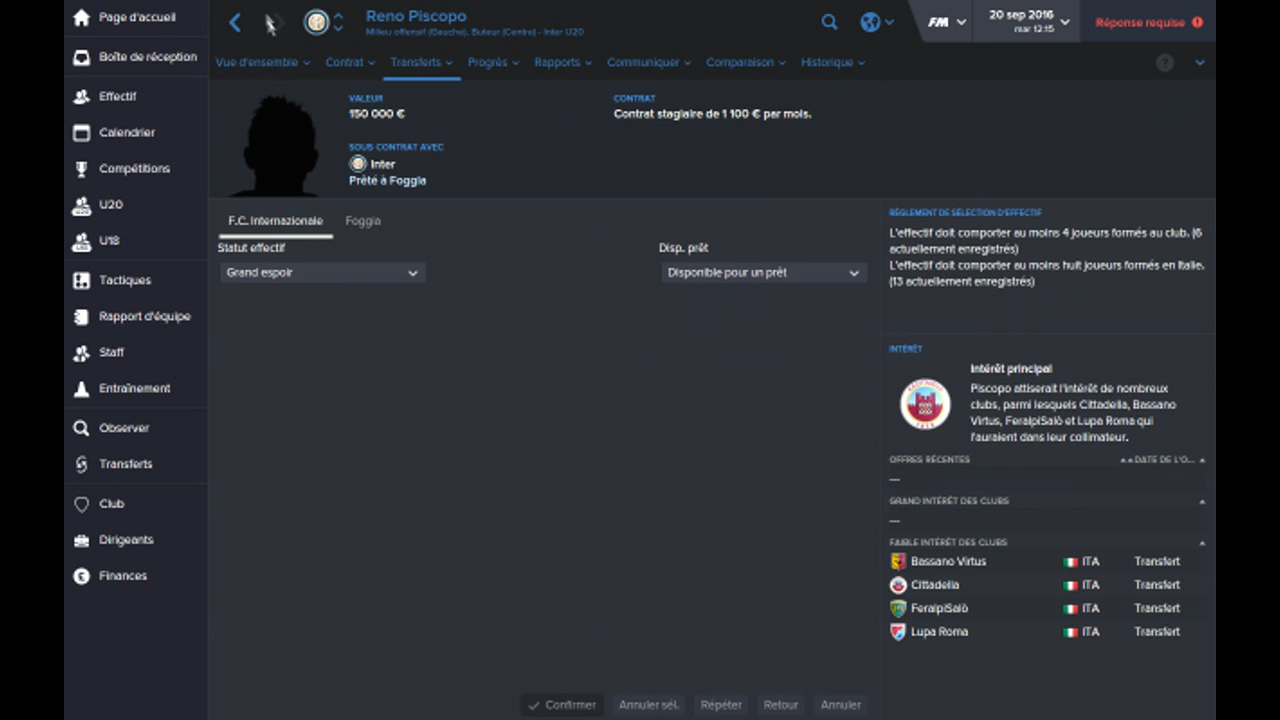 Page d'accueil
Boîte de réception
Effectif
Calendrier
Compétitions
U20
U18
Tactiques
Rapport d'équipe
Staff
Entraînement
Observer
Transferts
Club
Dirigeants
Finances
Reno Piscopo
Milieu offensif (Gauche), Buteur (Centre) - Inter U20
FM
20 sep 2016
mar 12:15
Réponse requise
Vue d'ensemble
Contrat
Transferts
Progrès
Rapports
Communiquer
Comparaison
Historique
?
VALEUR
150 000 €
SOUS CONTRAT AVEC
Inter
Prêté à Foggia
CONTRAT
Contrat stagiaire de 1 100 € par mois.
F.C. Internazionale
Foggia
Statut effectif
Grand espoir
Disp. prêt
Disponible pour un prêt
RÈGLEMENT DE SÉLECTION D'EFFECTIF
L'effectif doit comporter au moins 4 joueurs formés au club. (6
actuellement enregistrés)
L'effectif doit comporter au moins huit joueurs formés en Italie.
(13 actuellement enregistrés)
INTÉRÊT
Intérêt principal
Piscopo attiserait l'intérêt de nombreux
clubs, parmi lesquels Cittadella, Bassano
Virtus, FeralpiSalò et Lupa Roma qui
l'auraient dans leur collimateur.
OFFRES RÉCENTES DATE DE L'O...
---
GRAND INTÉRÊT DES CLUBS
---
FAIBLE INTÉRÊT DES CLUBS
Bassano Virtus ITA Transfert
Cittadella ITA Transfert
FeralpiSalò ITA Transfert
Lupa Roma ITA Transfert
Confirmer
Annuler sél.
Répéter
Retour
Annuler